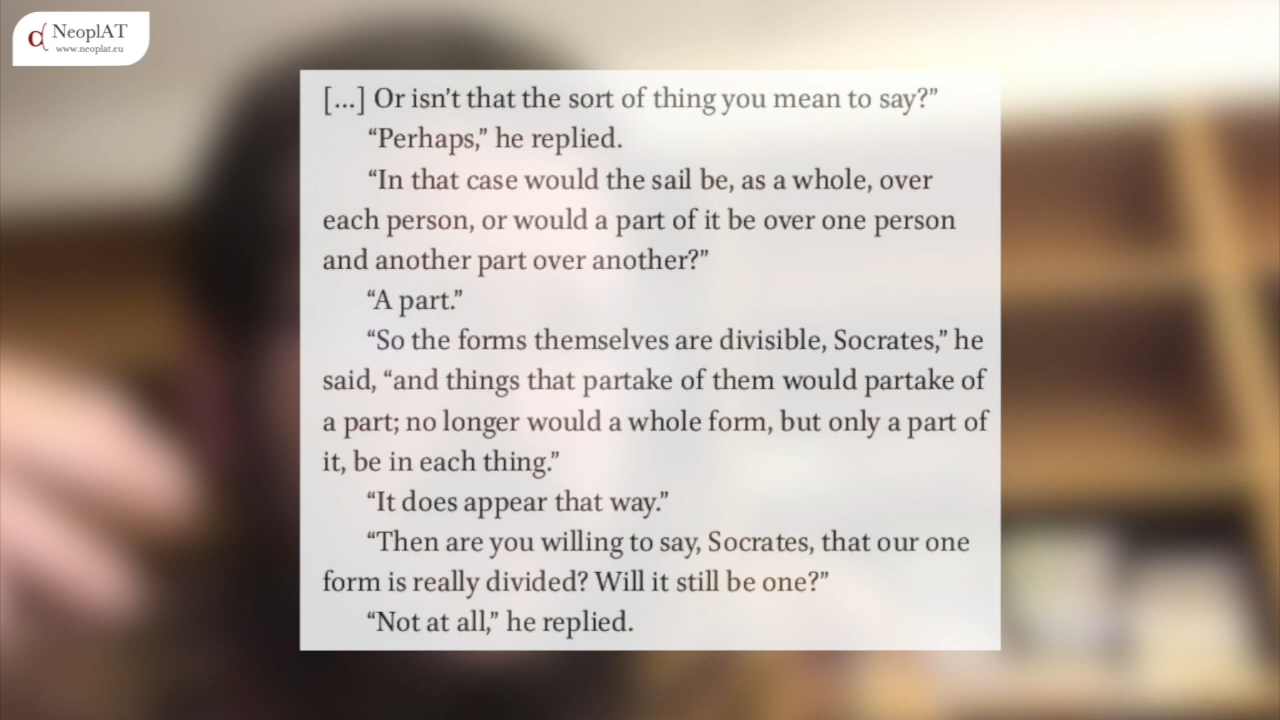 NeoplAT
www.neoplat.eu
[...] Or isn’t that the sort of thing you mean to say?”
“Perhaps,” he replied.
“In that case would the sail be, as a whole, over
each person, or would a part of it be over one person
and another part over another?”
“A part.”
“So the forms themselves are divisible, Socrates,” he
said, “and things that partake of them would partake of
a part; no longer would a whole form, but only a part of
it, be in each thing.”
“It does appear that way.”
“Then are you willing to say, Socrates, that our one
form is really divided? Will it still be one?”
“Not at all,” he replied.